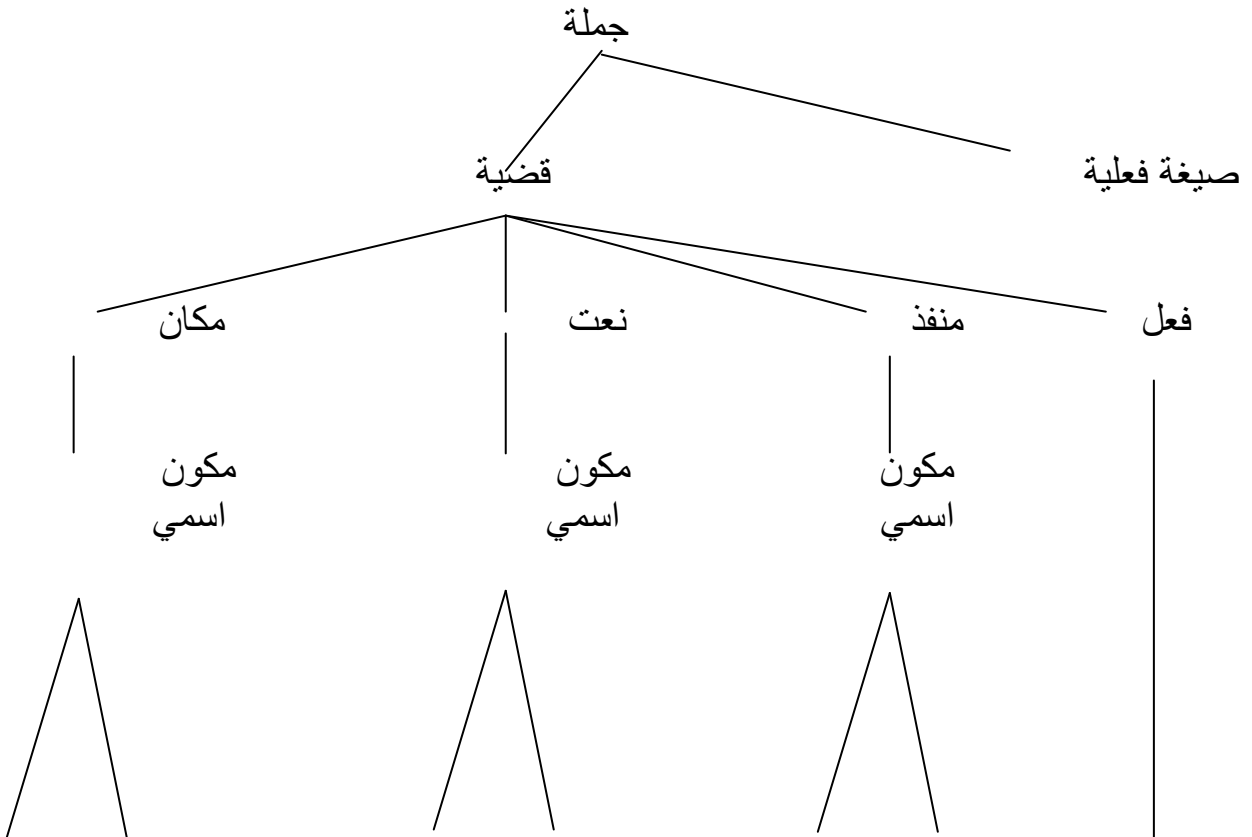 جملة
صيغة فعلية
قضية
فعل
منفذ
نعت
مكان
مكون
اسمي
مكون
اسمي
مكون
اسمي